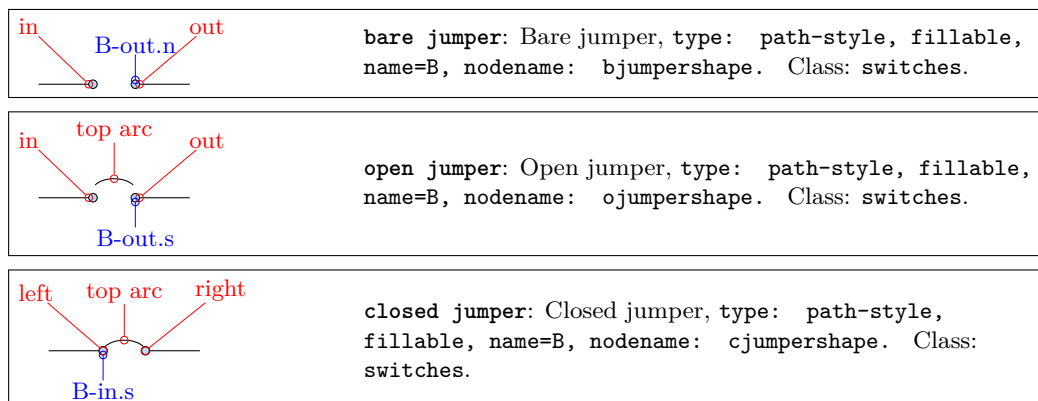 in
out
B-out.n
bare jumper: Bare jumper, type: path-style, fillable,
name=B, nodename: bjumpershape. Class: switches.
in
top arc
out
B-out.s
open jumper: Open jumper, type: path-style, fillable,
name=B, nodename: ojumpershape. Class: switches.
left
top arc
right
B-in.s
closed jumper: Closed jumper, type: path-style,
fillable, name=B, nodename: cjumpershape. Class:
switches.